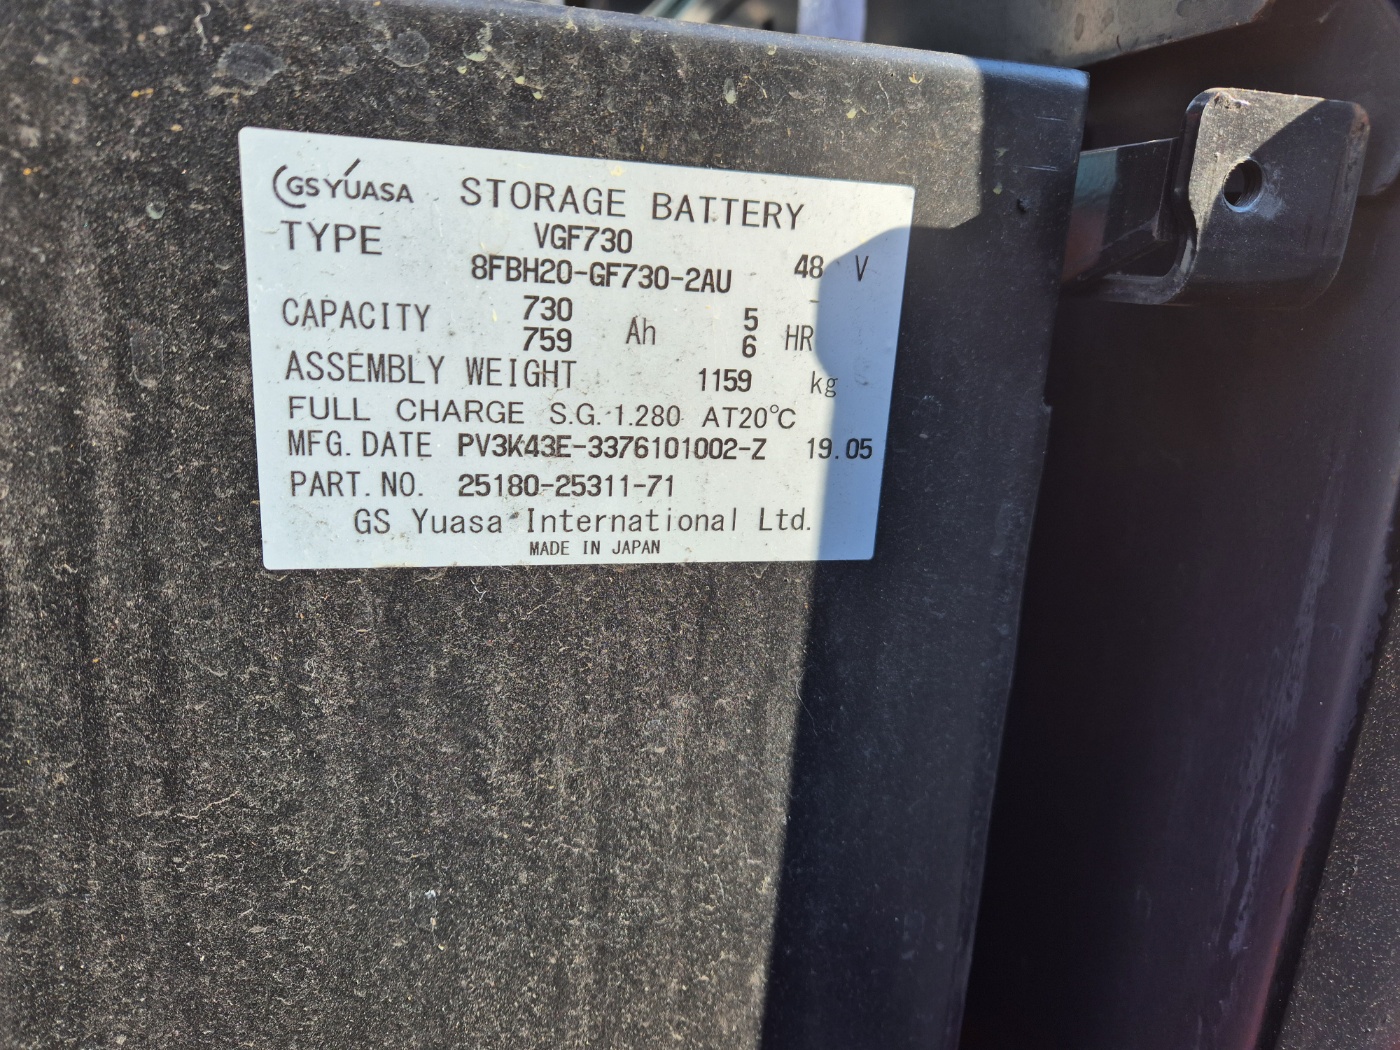 GS YUASA STORAGE BATTERY
TYPE VGF730
8FBH20-GF730-2AU 48 V
CAPACITY 730 5
759 Ah 6 HR
ASSEMBLY WEIGHT 1159 kg
FULL CHARGE S.G. 1.280 AT20℃
MFG. DATE PV3K43E-3376101002-Z 19.05
PART. NO. 25180-25311-71
GS Yuasa International Ltd.
MADE IN JAPAN